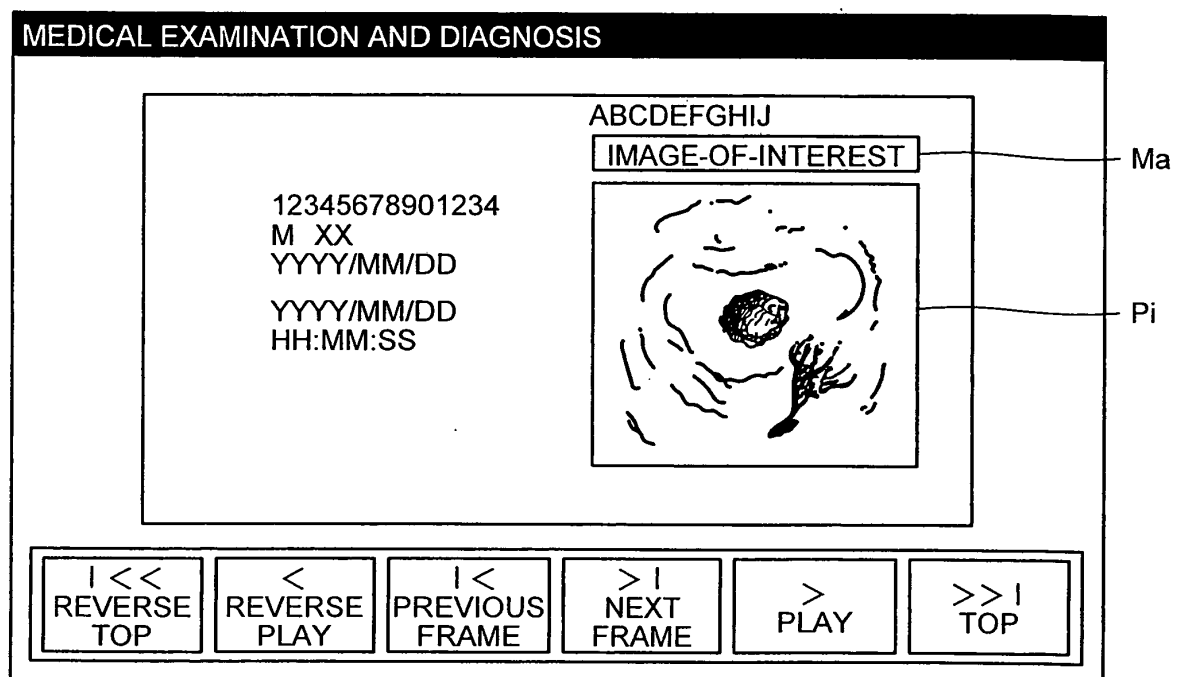 MEDICAL EXAMINATION AND DIAGNOSIS
ABCDEFGHIJ
IMAGE-OF-INTEREST
Ma
12345678901234
M XX
YYYY/MM/DD
YYYY/MM/DD
HH:MM:SS
Pi
I<<
REVERSE
TOP
<
REVERSE
PLAY
I<
PREVIOUS
FRAME
>I
NEXT
FRAME
>
PLAY
>>I
TOP